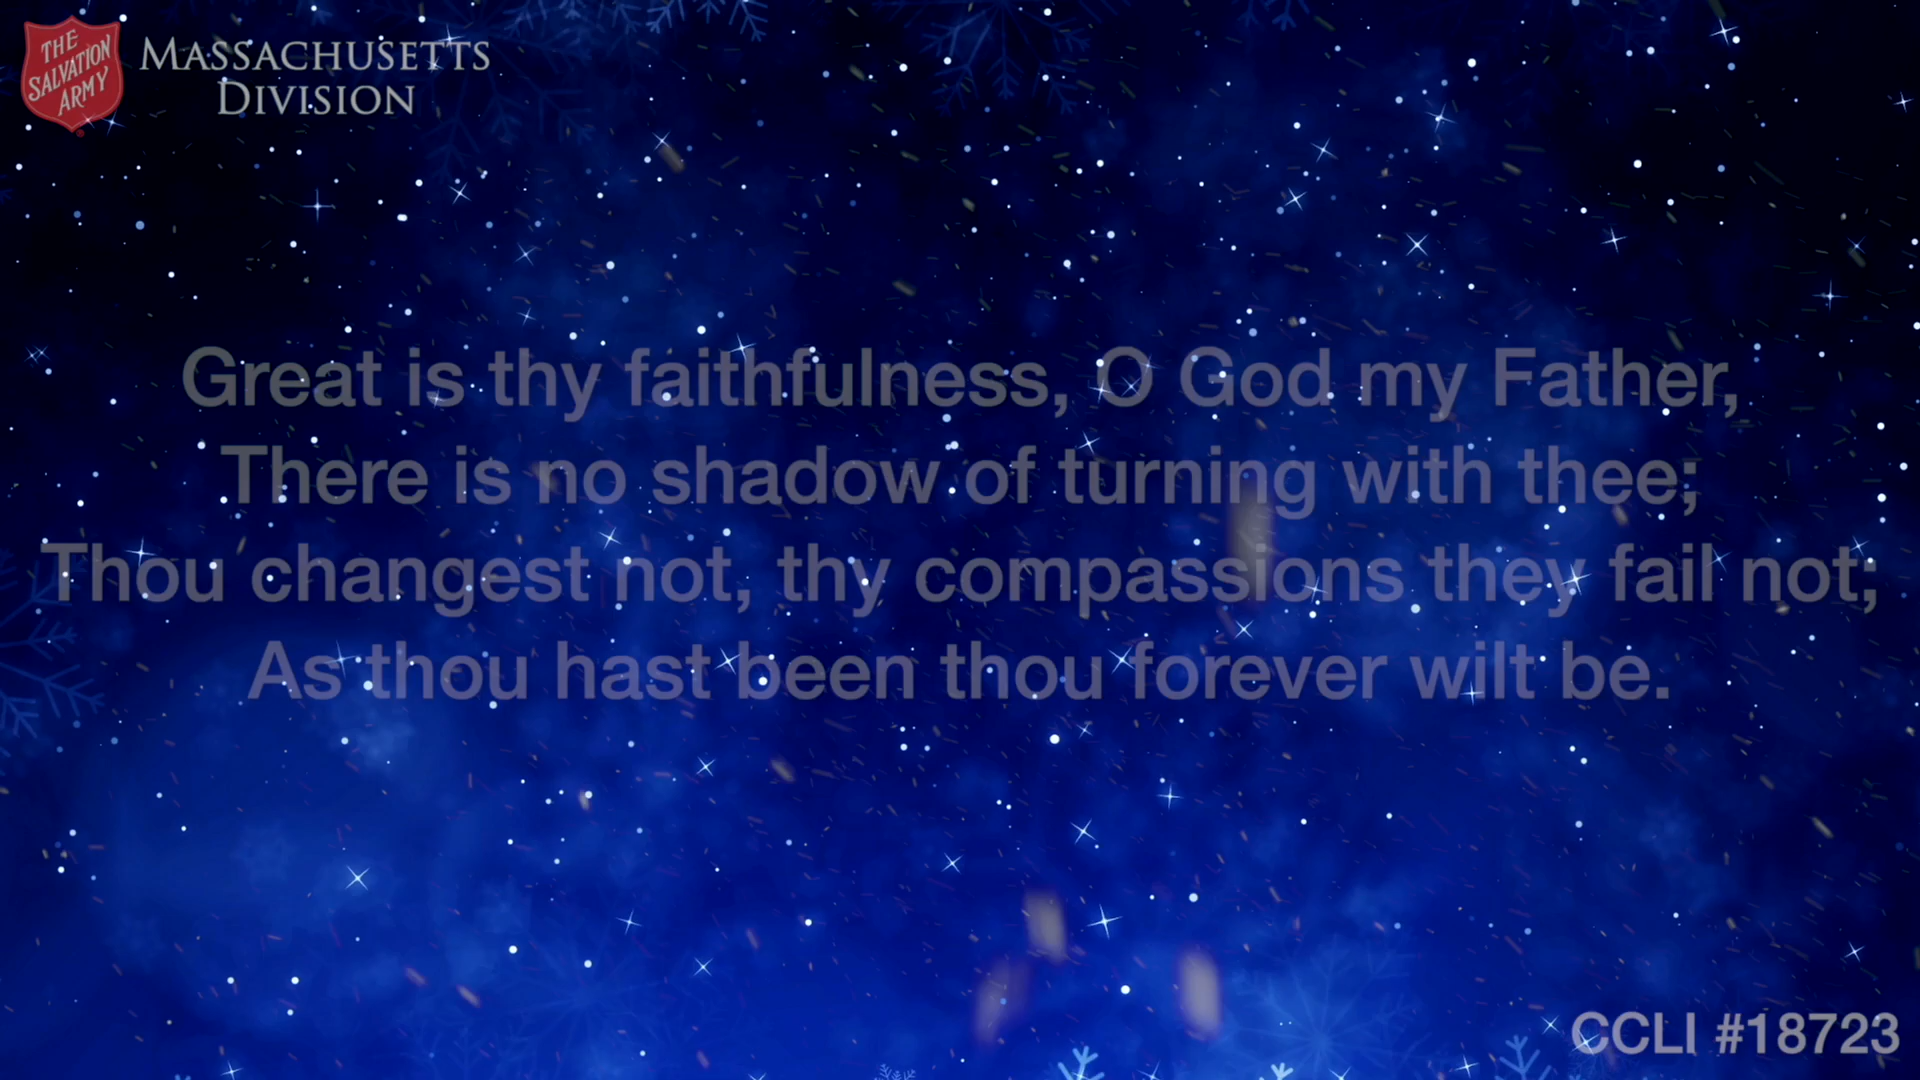 THE
SALVATION
ARMY
MASSACHUSETTS
DIVISION
Great is thy faithfulness, O God my Father,
There is no shadow of turning with thee;
Thou changest not, thy compassions they fail not;
As thou hast been thou forever wilt be.
CCLI #18723